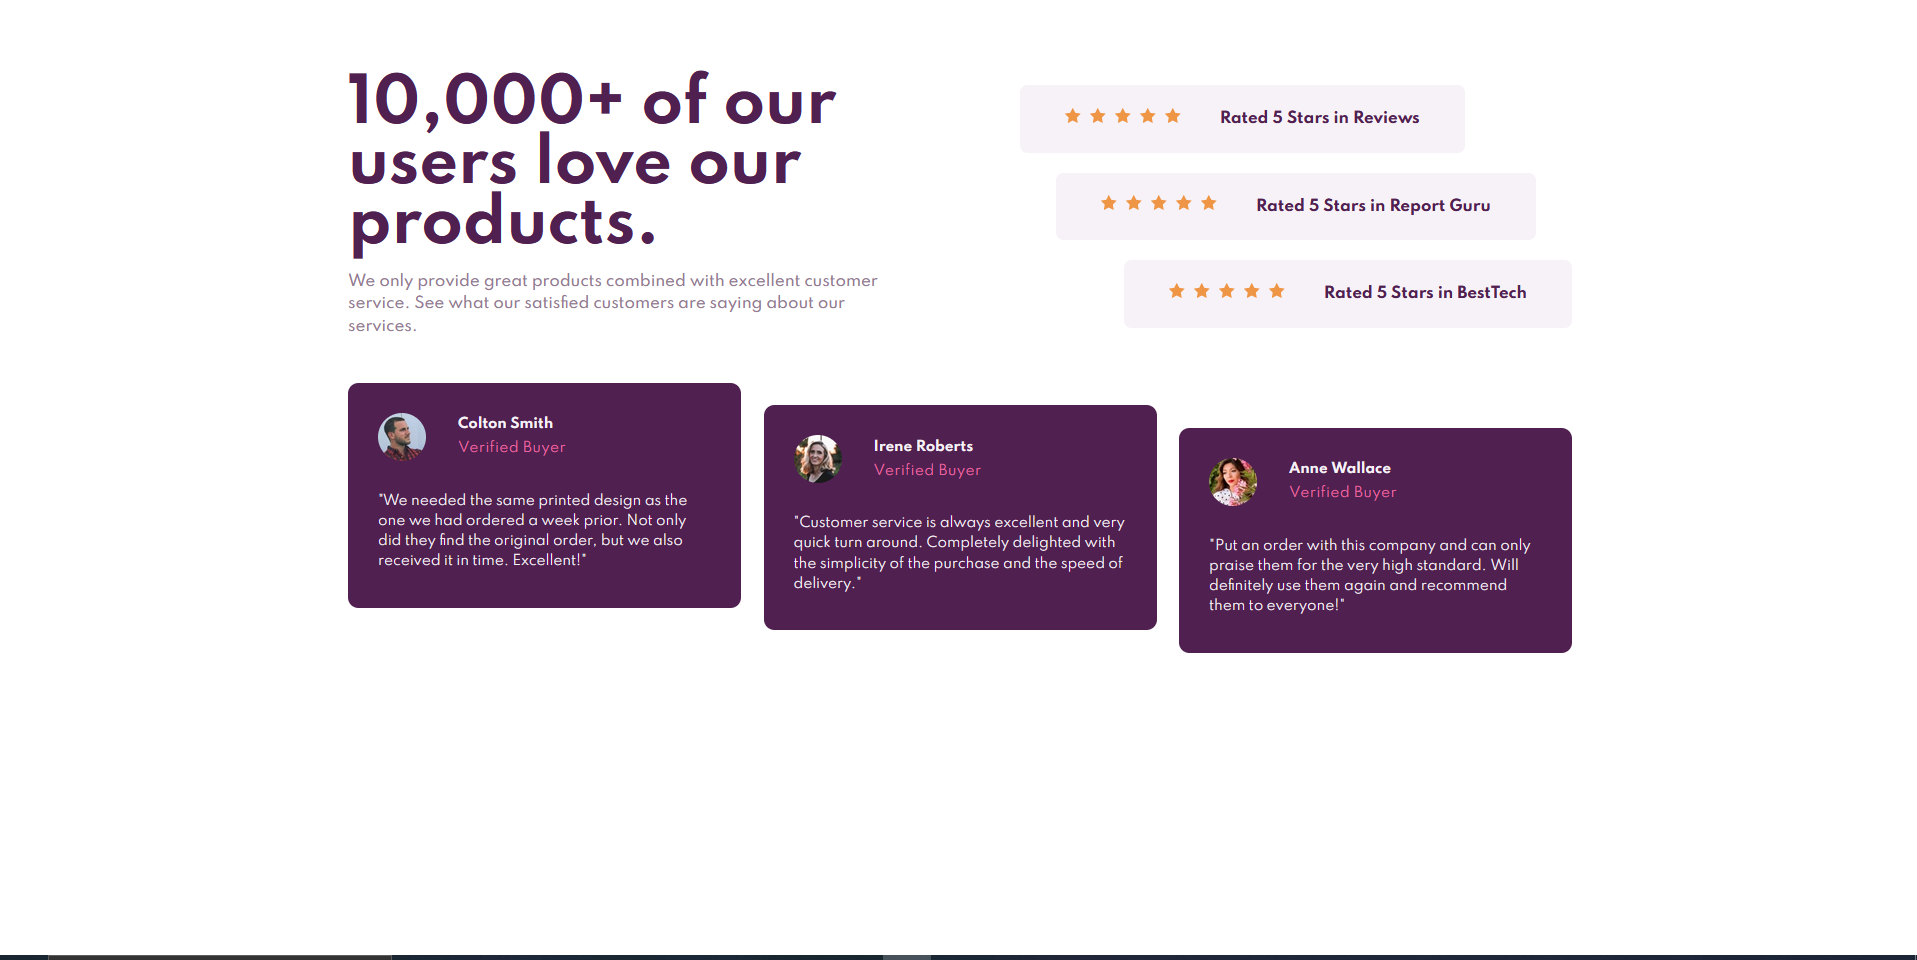 10,000+ of our
users love our
products.
We only provide great products combined with excellent customer
service. See what our satisfied customers are saying about our
services.
Rated 5 Stars in Reviews
Rated 5 Stars in Report Guru
Rated 5 Stars in BestTech
Colton Smith
Verified Buyer
"We needed the same printed design as the
one we had ordered a week prior. Not only
did they find the original order, but we also
received it in time. Excellent!"
Irene Roberts
Verified Buyer
"Customer service is always excellent and very
quick turn around. Completely delighted with
the simplicity of the purchase and the speed of
delivery."
Anne Wallace
Verified Buyer
"Put an order with this company and can only
praise them for the very high standard. Will
definitely use them again and recommend
them to everyone!"